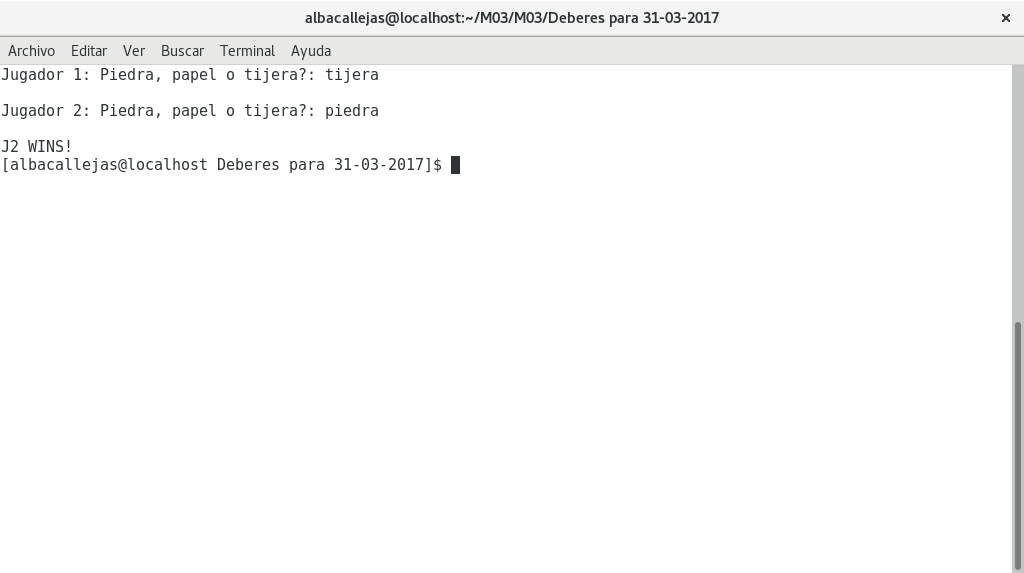 albacallejas@localhost:~/M03/M03/Deberes para 31-03-2017
Archivo Editar Ver Buscar Terminal Ayuda
Jugador 1: Piedra, papel o tijera?: tijera
Jugador 2: Piedra, papel o tijera?: piedra
J2 WINS!
[albacallejas@localhost Deberes para 31-03-2017]$